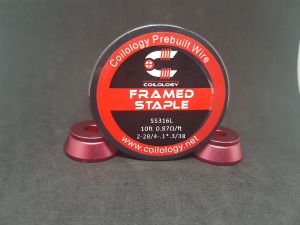 Coilology Prebuilt Wire
COILOLOGY
FRAMED
STAPLE
SS316L
10ft 0.87Ω/ft
2-28/4-.1*.3/38
www.coilology.net